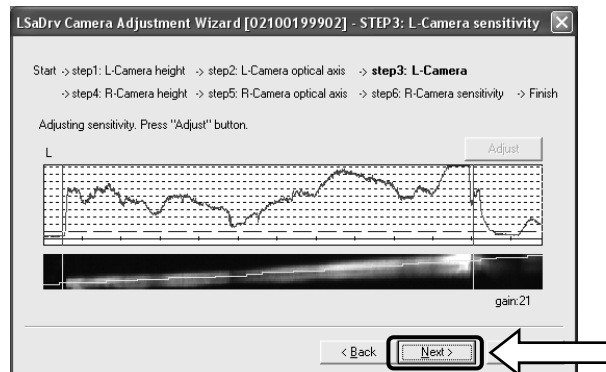 LSaDrv Camera Adjustment Wizard [02100199902] - STEP3: L-Camera sensitivity
Start -> step1: L-Camera height -> step2: L-Camera optical axis -> step3: L-Camera
-> step4: R-Camera height -> step5: R-Camera optical axis -> step6: R-Camera sensitivity -> Finish
Adjusting sensitivity. Press "Adjust" button.
L
Adjust
gain:21
< Back Next >